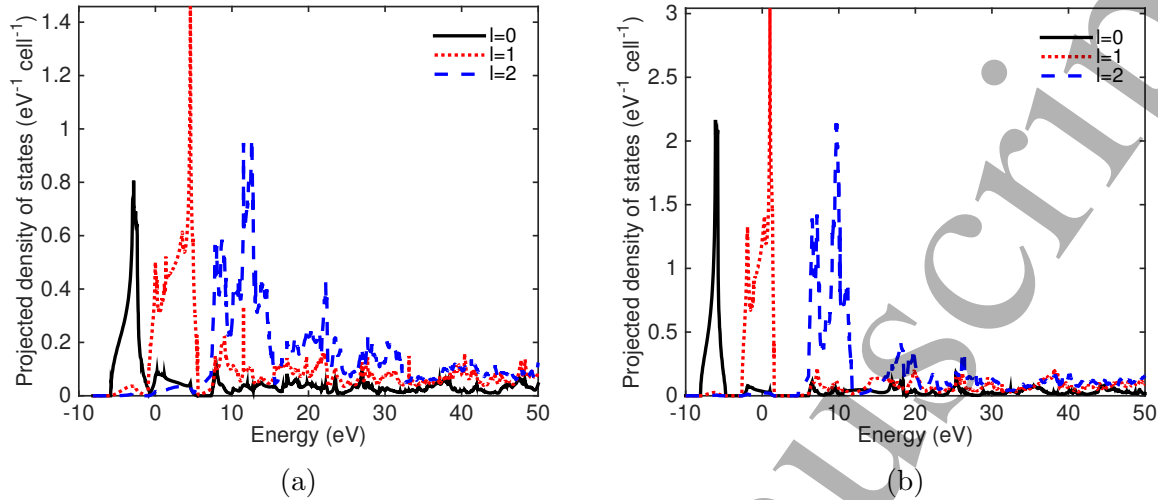 Projected density of states (eV⁻¹ cell⁻¹)
1.4
1.2
1
0.8
0.6
0.4
0.2
0
-10 0 10 20 30 40 50
Energy (eV)
l=0
l=1
l=2
(a)
Projected density of states (eV⁻¹ cell⁻¹)
3
2.5
2
1.5
1
0.5
0
-10 0 10 20 30 40 50
Energy (eV)
l=0
l=1
l=2
(b)
uscrip